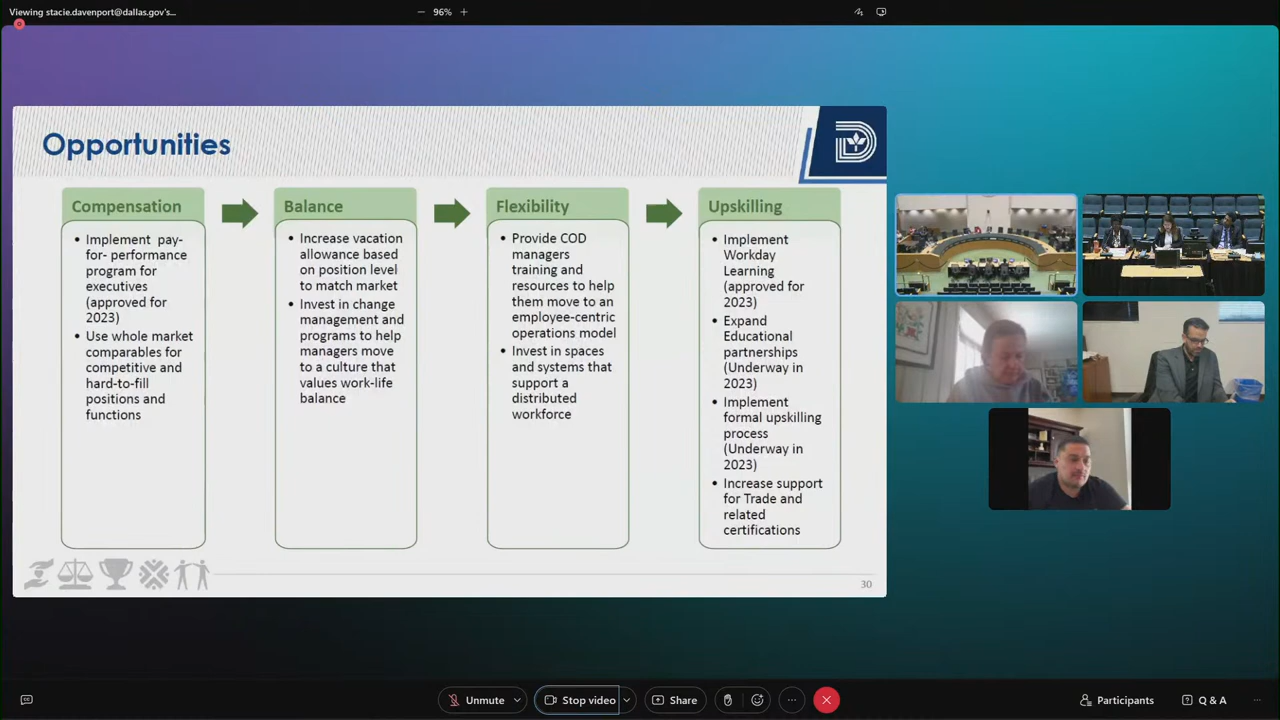 Viewing stacie.davenport@dallas.gov's...
96%
Opportunities
Compensation
Implement pay-
for- performance
program for
executives
(approved for
2023)
Use whole market
comparables for
competitive and
hard-to-fill
positions and
functions
Balance
Increase vacation
allowance based
on position level
to match market
Invest in change
management and
programs to help
managers move
to a culture that
values work-life
balance
Flexibility
Provide COD
managers
training and
resources to help
them move to an
employee-centric
operations model
Invest in spaces
and systems that
support a
distributed
workforce
Upskilling
Implement
Workday
Learning
(approved for
2023)
Expand
Educational
partnerships
(Underway in
2023)
Implement
formal upskilling
process
(Underway in
2023)
Increase support
for Trade and
related
certifications
30
Unmute
Stop video
Share
Participants
Q & A